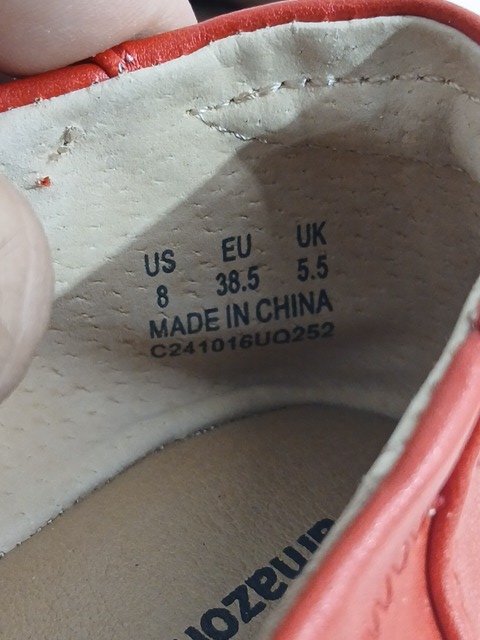 US EU UK
8 38.5 5.5
MADE IN CHINA
C241016UQ252
amazon